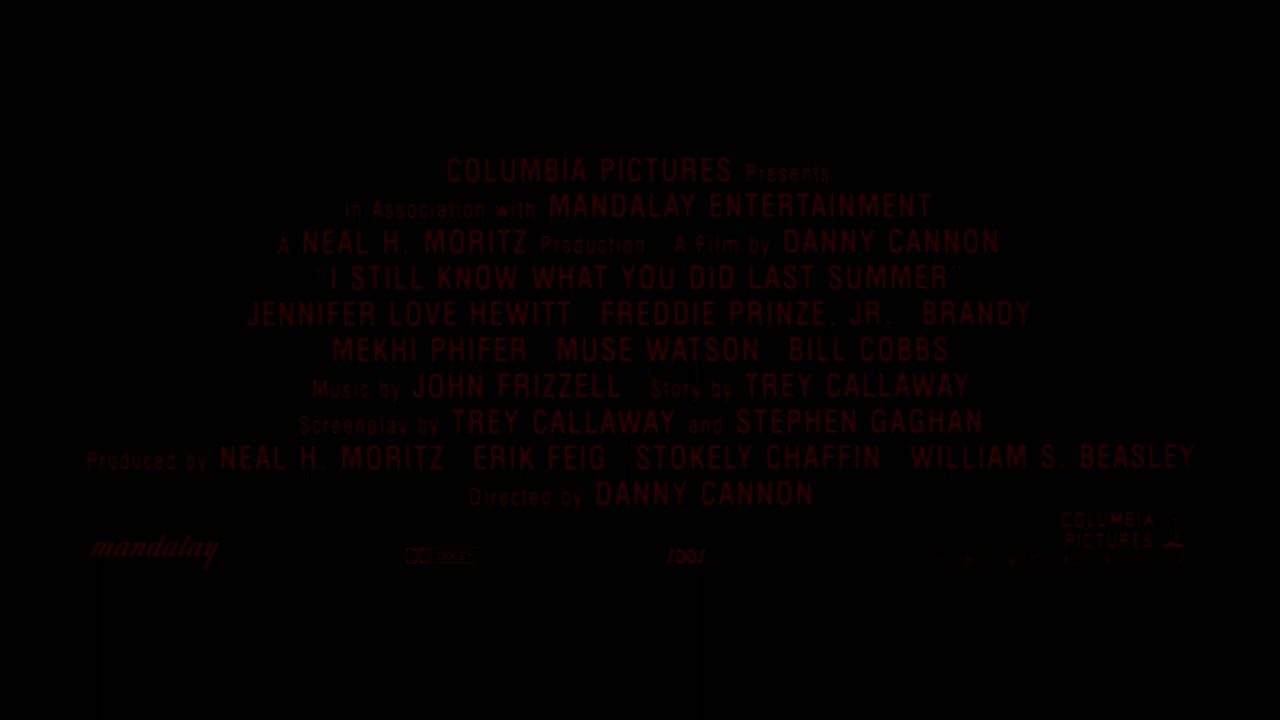 COLUMBIA PICTURES Presents
In Association with MANDALAY ENTERTAINMENT
A NEAL H. MORITZ Production A Film by DANNY CANNON
"I STILL KNOW WHAT YOU DID LAST SUMMER"
JENNIFER LOVE HEWITT FREDDIE PRINZE, JR. BRANDY
MEKHI PHIFER MUSE WATSON BILL COBBS
Music by JOHN FRIZZELL Story by TREY CALLAWAY
Screenplay by TREY CALLAWAY and STEPHEN GAGHAN
Produced by NEAL H. MORITZ ERIK FEIG STOKELY CHAFFIN WILLIAM S. BEASLEY
Directed by DANNY CANNON
mandalay
DOLBY
SDDS
COLUMBIA
PICTURES